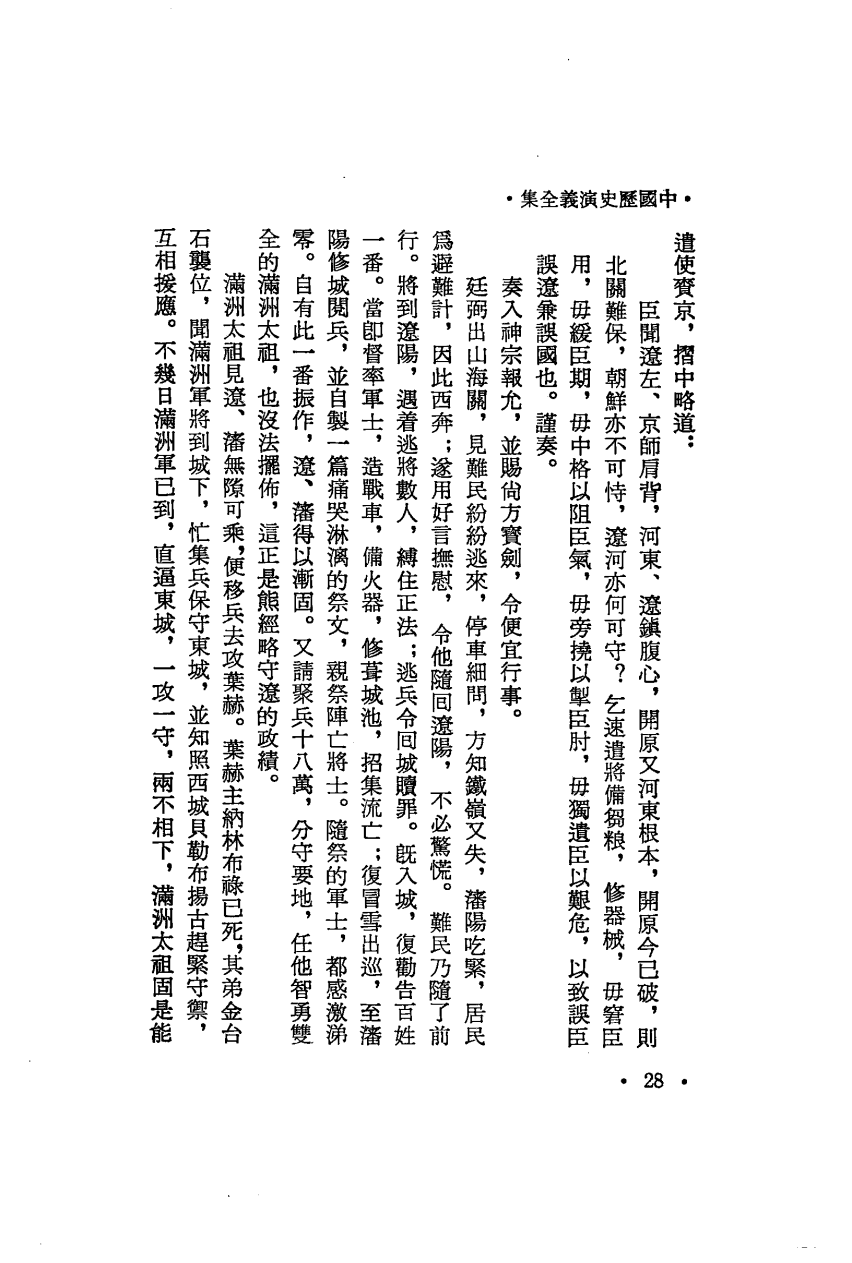 ·中國歷史演義全集·
遣使賫京，摺中略道：
臣聞遼左、京師肩背，河東、遼鎮腹心，開原又河東根本，開原今已破，則
北關難保，朝鮮亦不可恃，遼河亦何可守？乞速遣將備芻粮，修器械，毋窘臣
用，毋緩臣期，毋中格以阻臣氣，毋旁撓以掣臣肘，毋獨遺臣以艱危，以致誤臣
誤遼兼誤國也。謹奏。
奏入神宗報允，並賜尙方寶劍，令便宜行事。
廷弼出山海關，見難民紛紛逃來，停車細問，方知鐵嶺又失，瀋陽吃緊，居民
爲避難計，因此西奔；遂用好言撫慰，令他隨囘遼陽，不必驚慌。難民乃隨了前
行。將到遼陽，遇着逃將數人，縛住正法；逃兵令囘城贖罪。旣入城，復勸告百姓
一番。當卽督率軍士，造戰車，備火器，修葺城池，招集流亡；復冒雪出巡，至瀋
陽修城閱兵，並自製一篇痛哭淋漓的祭文，親祭陣亡將士。隨祭的軍士，都感激涕
零。自有此一番振作，遼、瀋得以漸固。又請聚兵十八萬，分守要地，任他智勇雙
全的滿洲太祖，也沒法擺佈，這正是熊經略守遼的政績。
滿洲太祖見遼、瀋無隙可乘，便移兵去攻葉赫。葉赫主納林布祿已死，其弟金台
石襲位，聞滿洲軍將到城下，忙集兵保守東城，並知照西城貝勒布揚古趕緊守禦，
互相援應。不幾日滿洲軍已到，直逼東城，一攻一守，兩不相下，滿洲太祖固是能
·28·